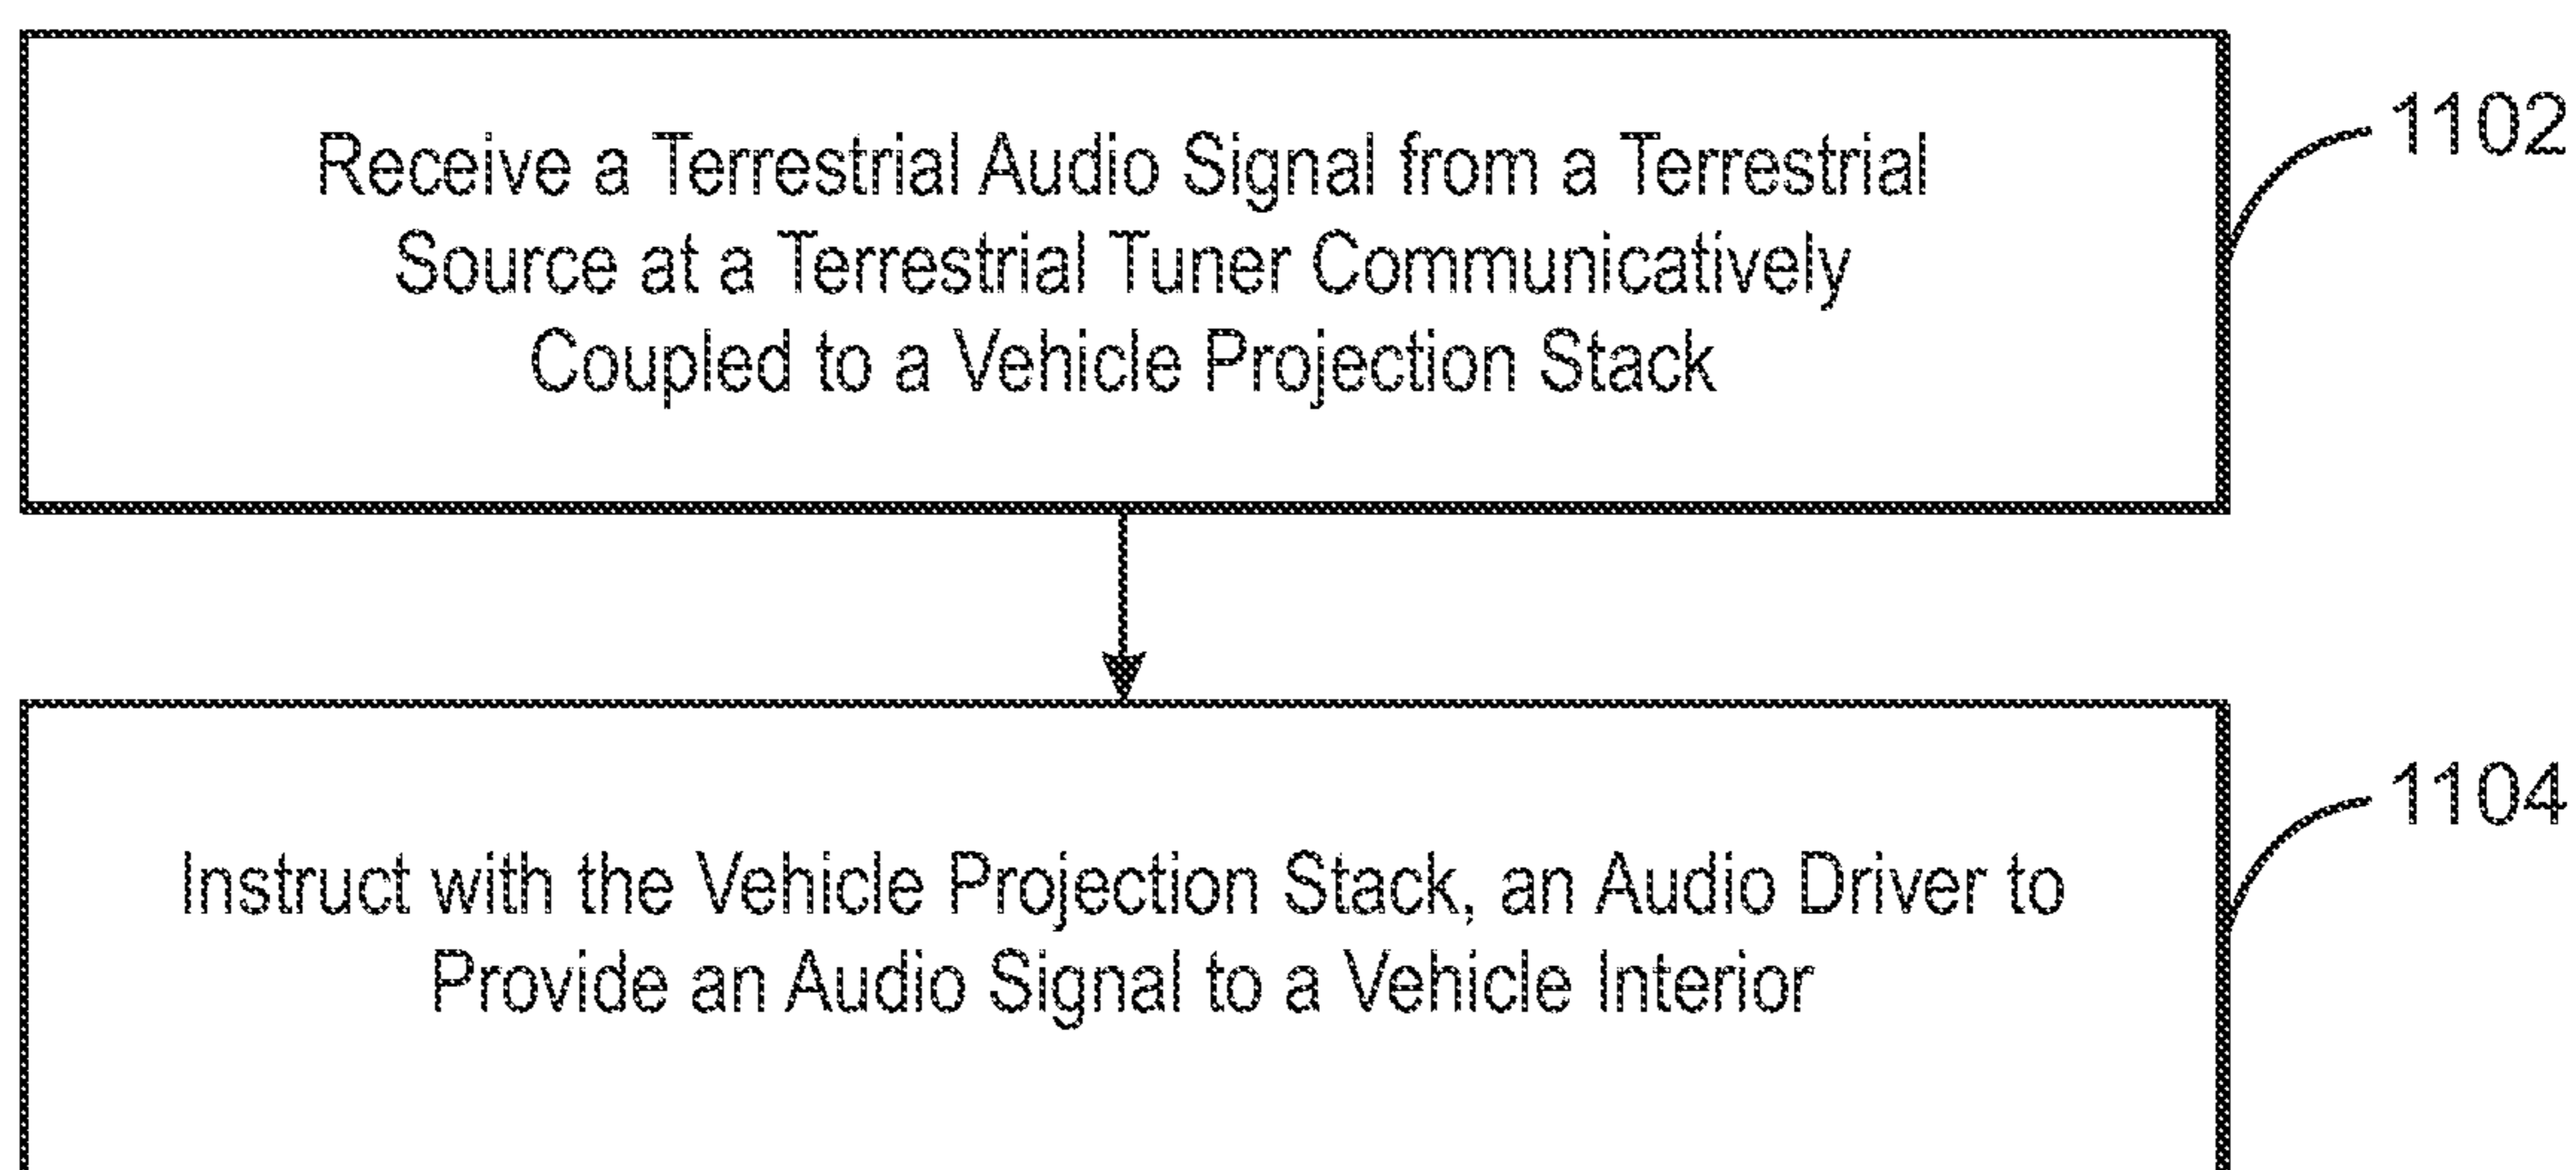 Receive a Terrestrial Audio Signal from a Terrestrial
Source at a Terrestrial Tuner Communicatively
Coupled to a Vehicle Projection Stack
1102
Instruct with the Vehicle Projection Stack, an Audio Driver to
Provide an Audio Signal to a Vehicle Interior
1104